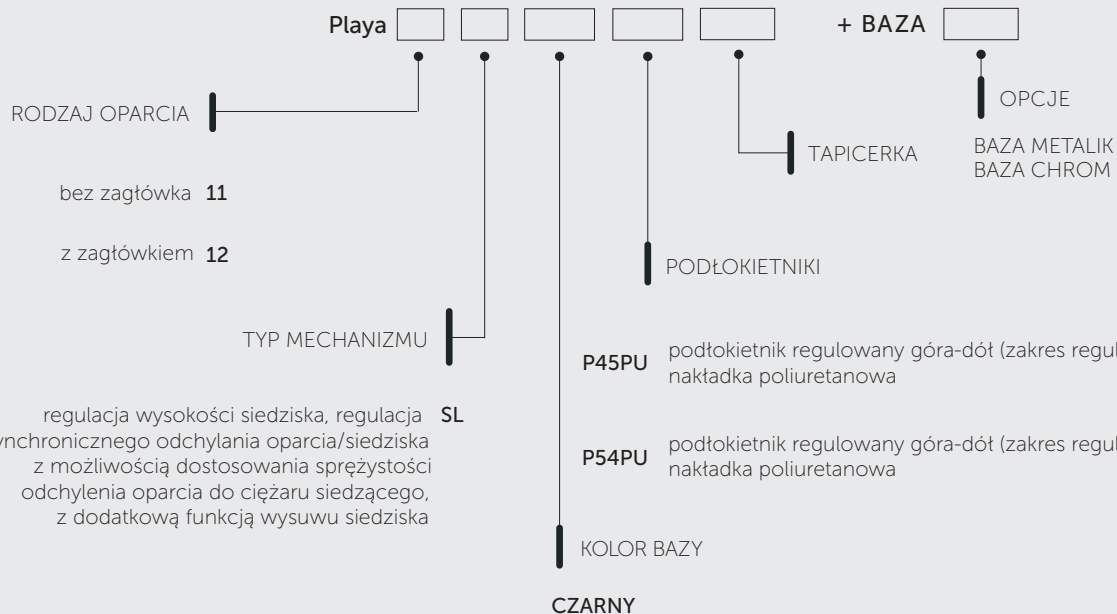 Playa + BAZA
RODZAJ OPARCIA
OPCJE
BAZA METALIK
BAZA CHROM
TAPICERKA
bez zagłówka 11
z zagłówkiem 12
PODŁOKIETNIKI
TYP MECHANIZMU
P45PU podłokietnik regulowany góra-dół (zakres
nakładka poliuretanowa
regulacja wysokości siedziska, regulacja SL
odchylania oparcia/siedziska
z możliwością dostosowania sprężystości
odchylenia oparcia do ciężaru siedzącego,
z dodatkową funkcją wysuwu siedziska
P54PU podłokietnik regulowany góra-dół (zakres
nakładka poliuretanowa
KOLOR BAZY
CZARNY